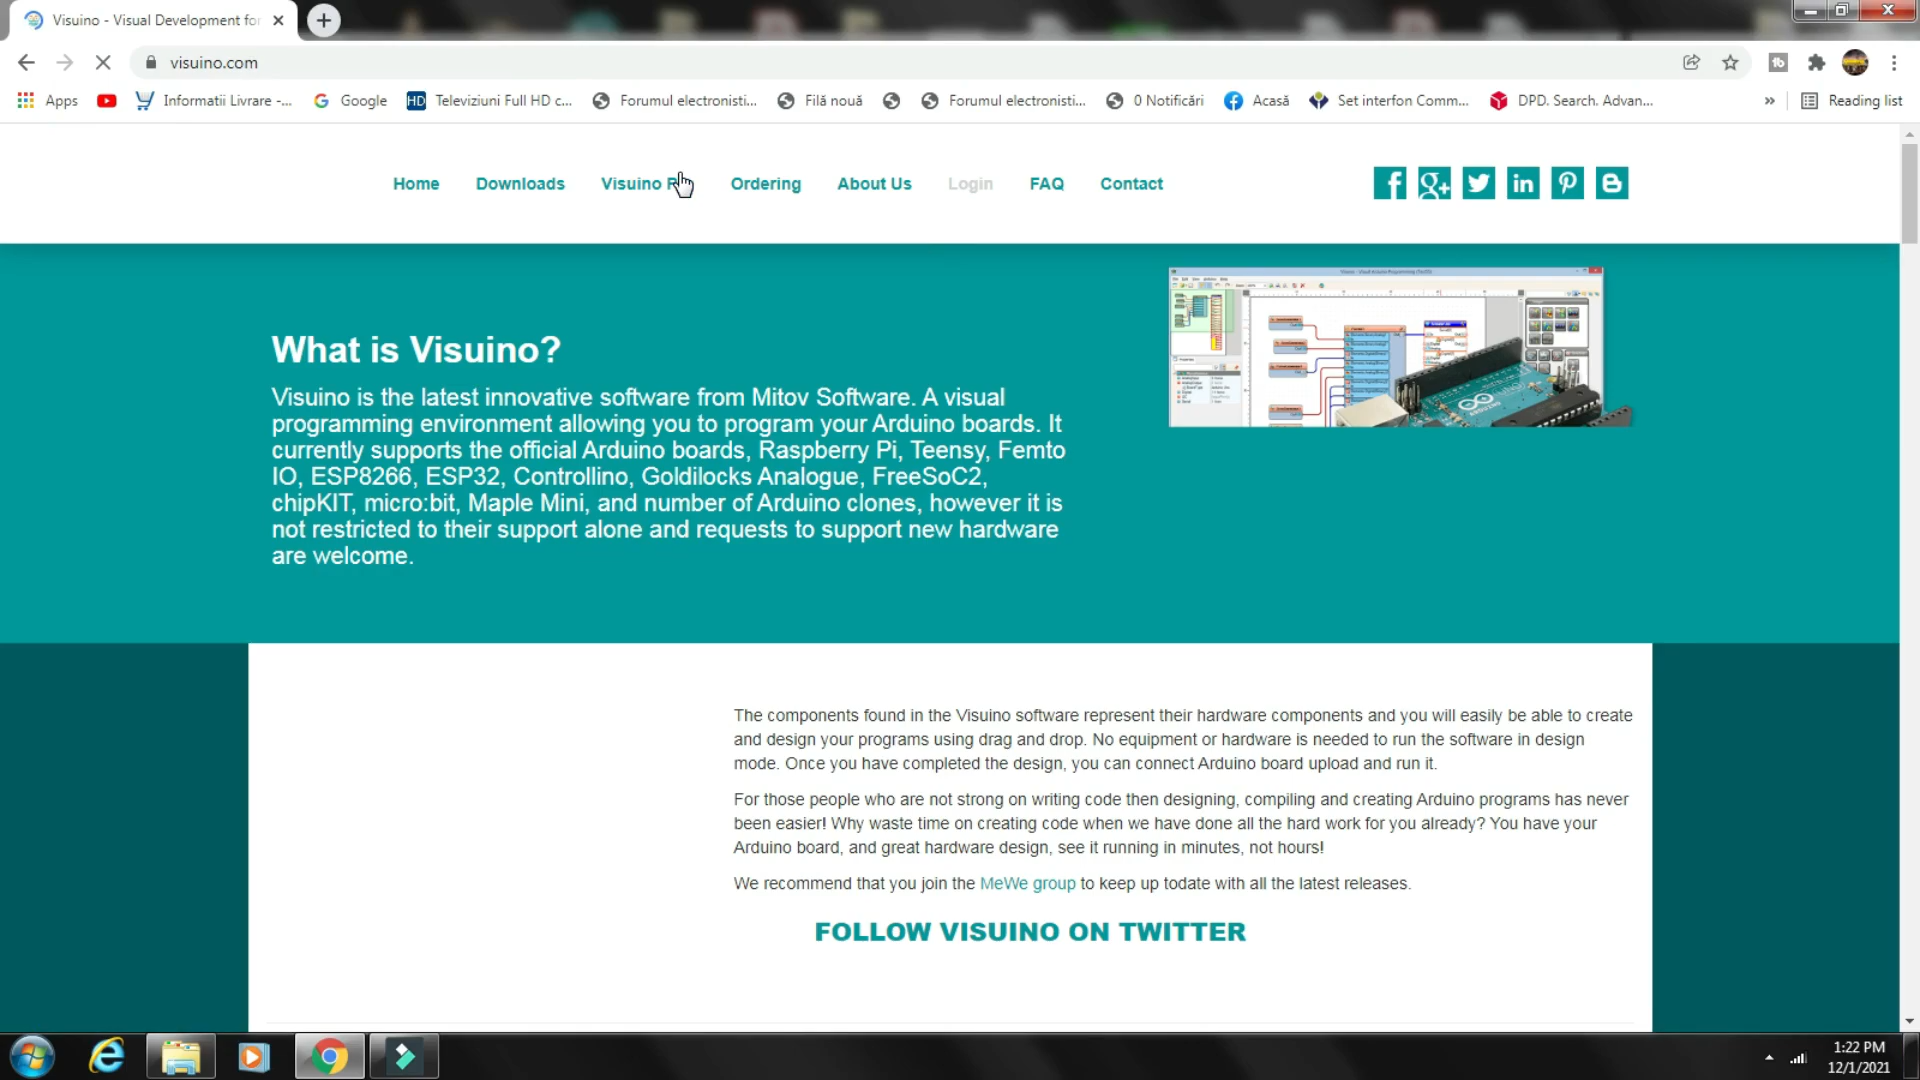 Visuino - Visual Development for
visuino.com
Apps
Informatii Livrare -...
Google
HD
Televiziuni Full HD c...
Forumul electronisti...
Filă nouă
Forumul electronisti...
0 Notificări
Acasă
Set interfon Comm...
DPD. Search. Advan...
»
Reading list
Home
Downloads
Visuino
Ordering
About Us
Login
FAQ
Contact
What is Visuino?
Visuino is the latest innovative software from Mitov Software. A visual
programming environment allowing you to program your Arduino boards. It
currently supports the official Arduino boards, Raspberry Pi, Teensy, Femto
IO, ESP8266, ESP32, Controllino, Goldilocks Analogue, FreeSoC2,
chipKIT, micro:bit, Maple Mini, and number of Arduino clones, however it is
not restricted to their support alone and requests to support new hardware
are welcome.
The components found in the Visuino software represent their hardware components and you will easily be able to create
and design your programs using drag and drop. No equipment or hardware is needed to run the software in design
mode. Once you have completed the design, you can connect Arduino board upload and run it.
For those people who are not strong on writing code then designing, compiling and creating Arduino programs has never
been easier! Why waste time on creating code when we have done all the hard work for you already? You have your
Arduino board, and great hardware design, see it running in minutes, not hours!
We recommend that you join the MeWe group to keep up todate with all the latest releases.
FOLLOW VISUINO ON TWITTER
1:22 PM
12/1/2021